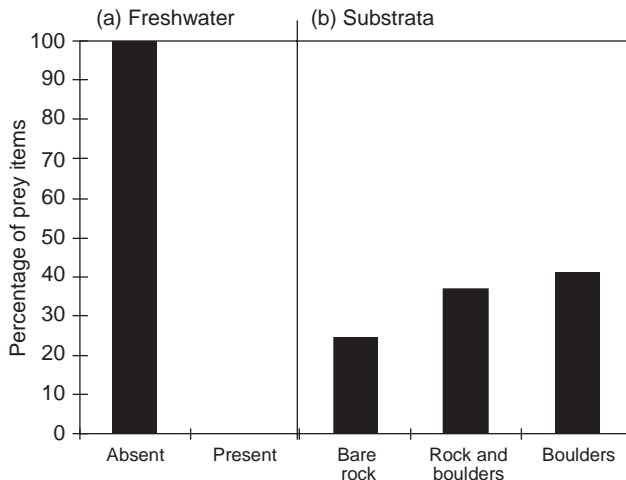 (a) Freshwater
(b) Substrata
Percentage of prey items
100
90
80
70
60
50
40
30
20
10
0
Absent
Present
Bare
rock
Rock and
boulders
Boulders